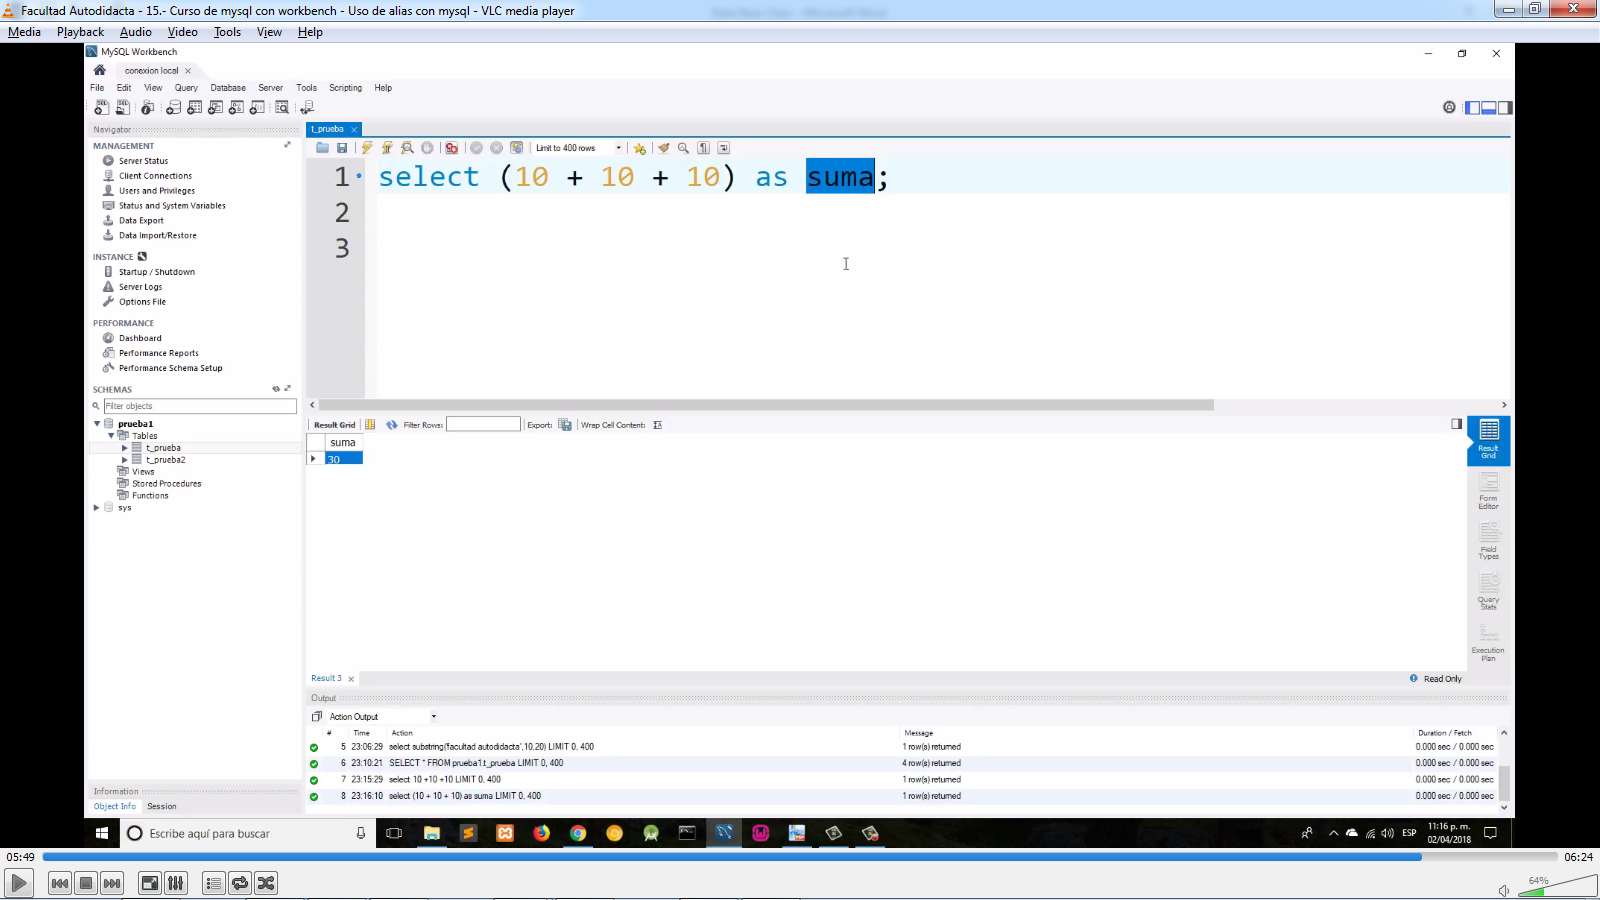 Facultad Autodidacta - 15.- Curso de mysql con workbench - Uso de alias con mysql - VLC media player
Media Playback Audio Video Tools View Help
MySQL Workbench
conexion local
File Edit View Query Database Server Tools Scripting Help
Navigator
MANAGEMENT
Server Status
Client Connections
Users and Privileges
Status and System Variables
Data Export
Data Import/Restore
INSTANCE
Startup / Shutdown
Server Logs
Options File
PERFORMANCE
Dashboard
Performance Reports
Performance Schema Setup
SCHEMAS
Filter objects
prueba1
Tables
t_prueba
t_prueba2
Views
Stored Procedures
Functions
sys
Information
Object Info Session
t_prueba
Limit to 400 rows
1 select (10 + 10 + 10) as suma;
2
3
Result Grid Filter Rows: Export: Wrap Cell Content:
suma
30
Result Grid
Form Editor
Field Types
Query Stats
Execution Plan
Result 3
Read Only
Output
Action Output
# Time Action Message Duration / Fetch
5 23:06:29 select substring('facultad autodidacta',10,20) LIMIT 0, 400 1 row(s) returned 0.000 sec / 0.000 sec
6 23:10:21 SELECT * FROM prueba1.t_prueba LIMIT 0, 400 4 row(s) returned 0.000 sec / 0.000 sec
7 23:15:29 select 10 +10 +10 LIMIT 0, 400 1 row(s) returned 0.000 sec / 0.000 sec
8 23:16:10 select (10 + 10 + 10) as suma LIMIT 0, 400 1 row(s) returned 0.000 sec / 0.000 sec
Escribe aquí para buscar
ESP
11:16 p. m.
02/04/2018
05:49
06:24
64%